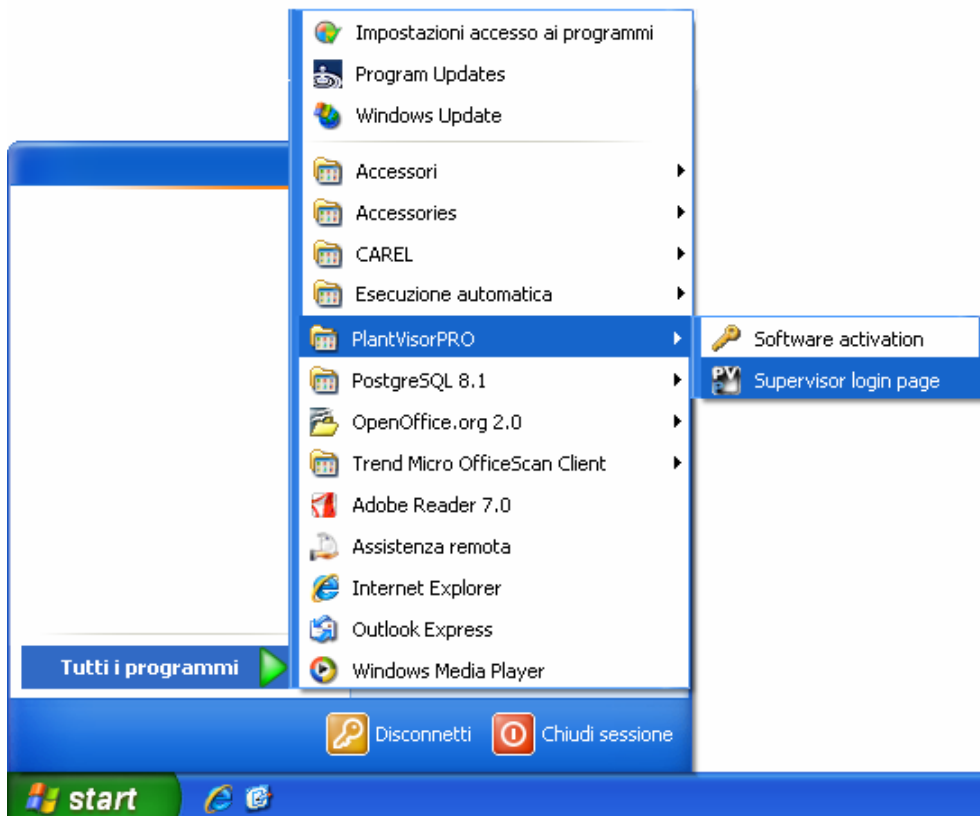 Impostazioni accesso ai programmi
Program Updates
Windows Update
Accessori
Accessories
CAREL
Esecuzione automatica
PlantVisorPRO
Software activation
Supervisor login page
PostgreSQL 8.1
OpenOffice.org 2.0
Trend Micro OfficeScan Client
Adobe Reader 7.0
Assistenza remota
Internet Explorer
Outlook Express
Windows Media Player
Tutti i programmi
Disconnetti
Chiudi sessione
start